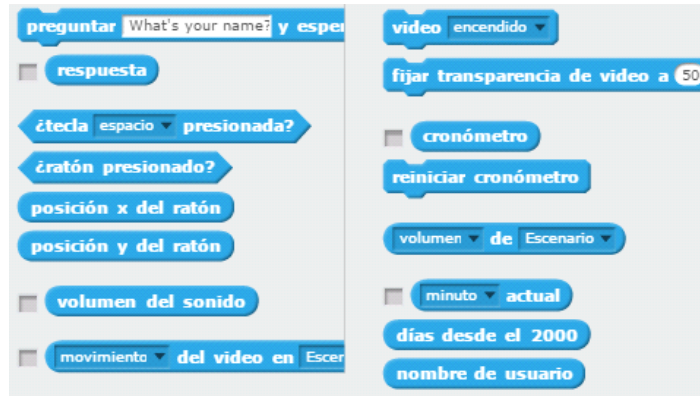 preguntar What's your name? y esper
respuesta
¿tecla espacio presionada?
¿ratón presionado?
posición x del ratón
posición y del ratón
volumen del sonido
movimiento del video en Escer
video encendido
fijar transparencia de video a 50
cronómetro
reiniciar cronómetro
volumen de Escenario
minuto actual
días desde el 2000
nombre de usuario